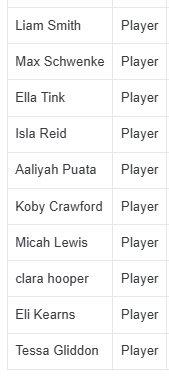 Liam Smith Player
Max Schwenke Player
Ella Tink Player
Isla Reid Player
Aaliyah Puata Player
Koby Crawford Player
Micah Lewis Player
clara hooper Player
Eli Kearns Player
Tessa Gliddon Player